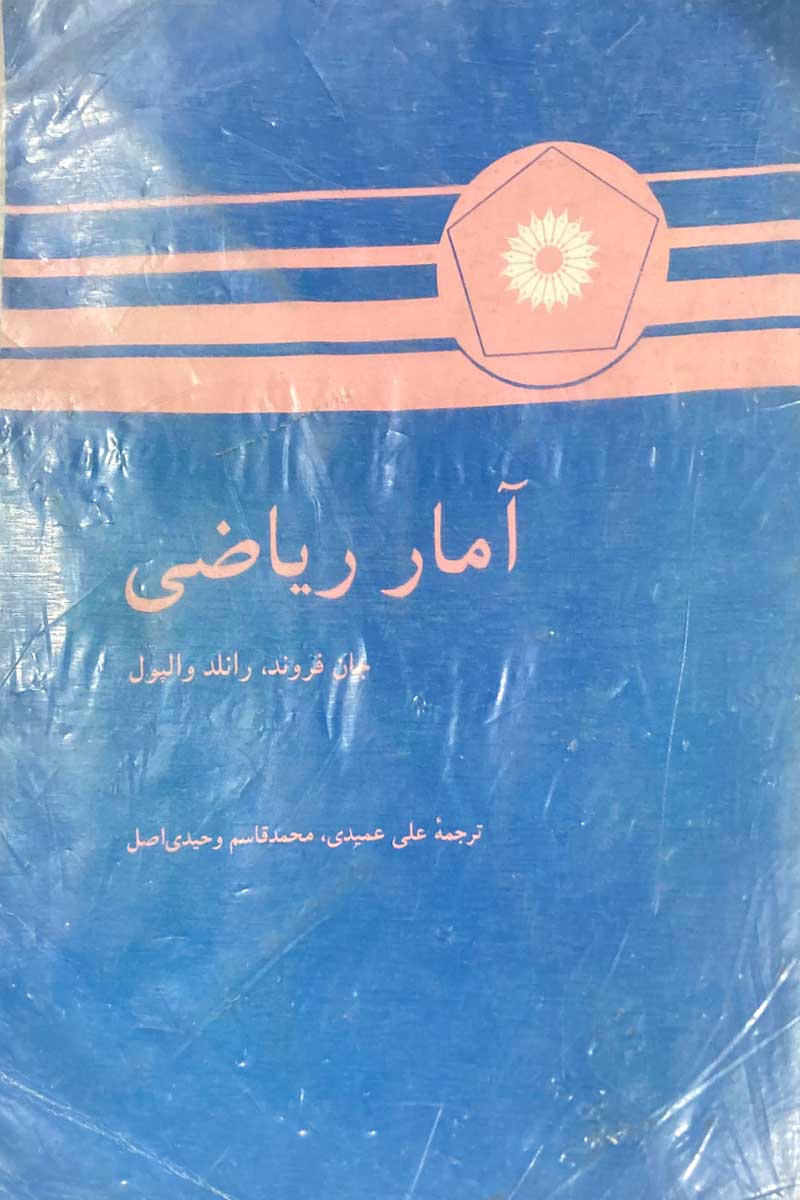 آمار ریاضی
جان فروند، رانلد والپول
ترجمهٔ علی عمیدی، محمدقاسم وحیدی‌اصل